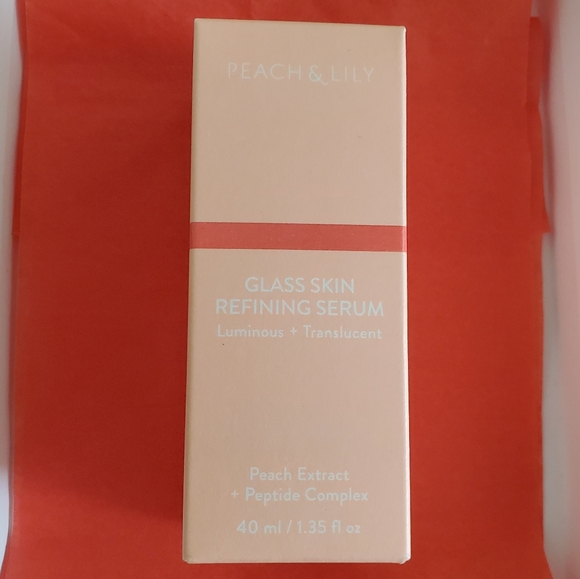 PEACH & LILY
GLASS SKIN
REFINING SERUM
Luminous + Translucent
Peach Extract
+ Peptide Complex
40 ml / 1.35 fl oz